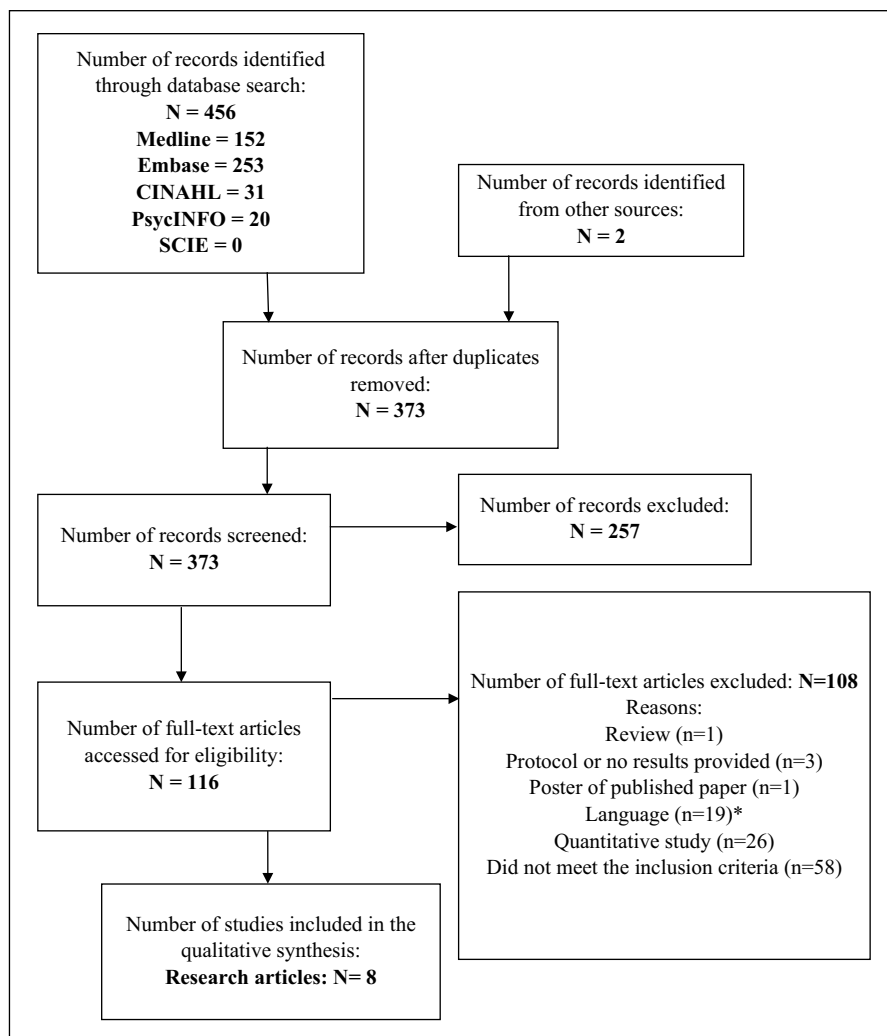 Number of records identified
through database search:
N = 456
Medline = 152
Embase = 253
CINAHL = 31
PsycINFO = 20
SCIE = 0
Number of records identified
from other sources:
N = 2
Number of records after duplicates
removed:
N = 373
Number of records screened:
N = 373
Number of records excluded:
N = 257
Number of full-text articles
accessed for eligibility:
N = 116
Number of full-text articles excluded: N=108
Reasons:
Review (n=1)
Protocol or no results provided (n=3)
Poster of published paper (n=1)
Language (n=19)*
Quantitative study (n=26)
Did not meet the inclusion criteria (n=58)
Number of studies included in the
qualitative synthesis:
Research articles: N= 8